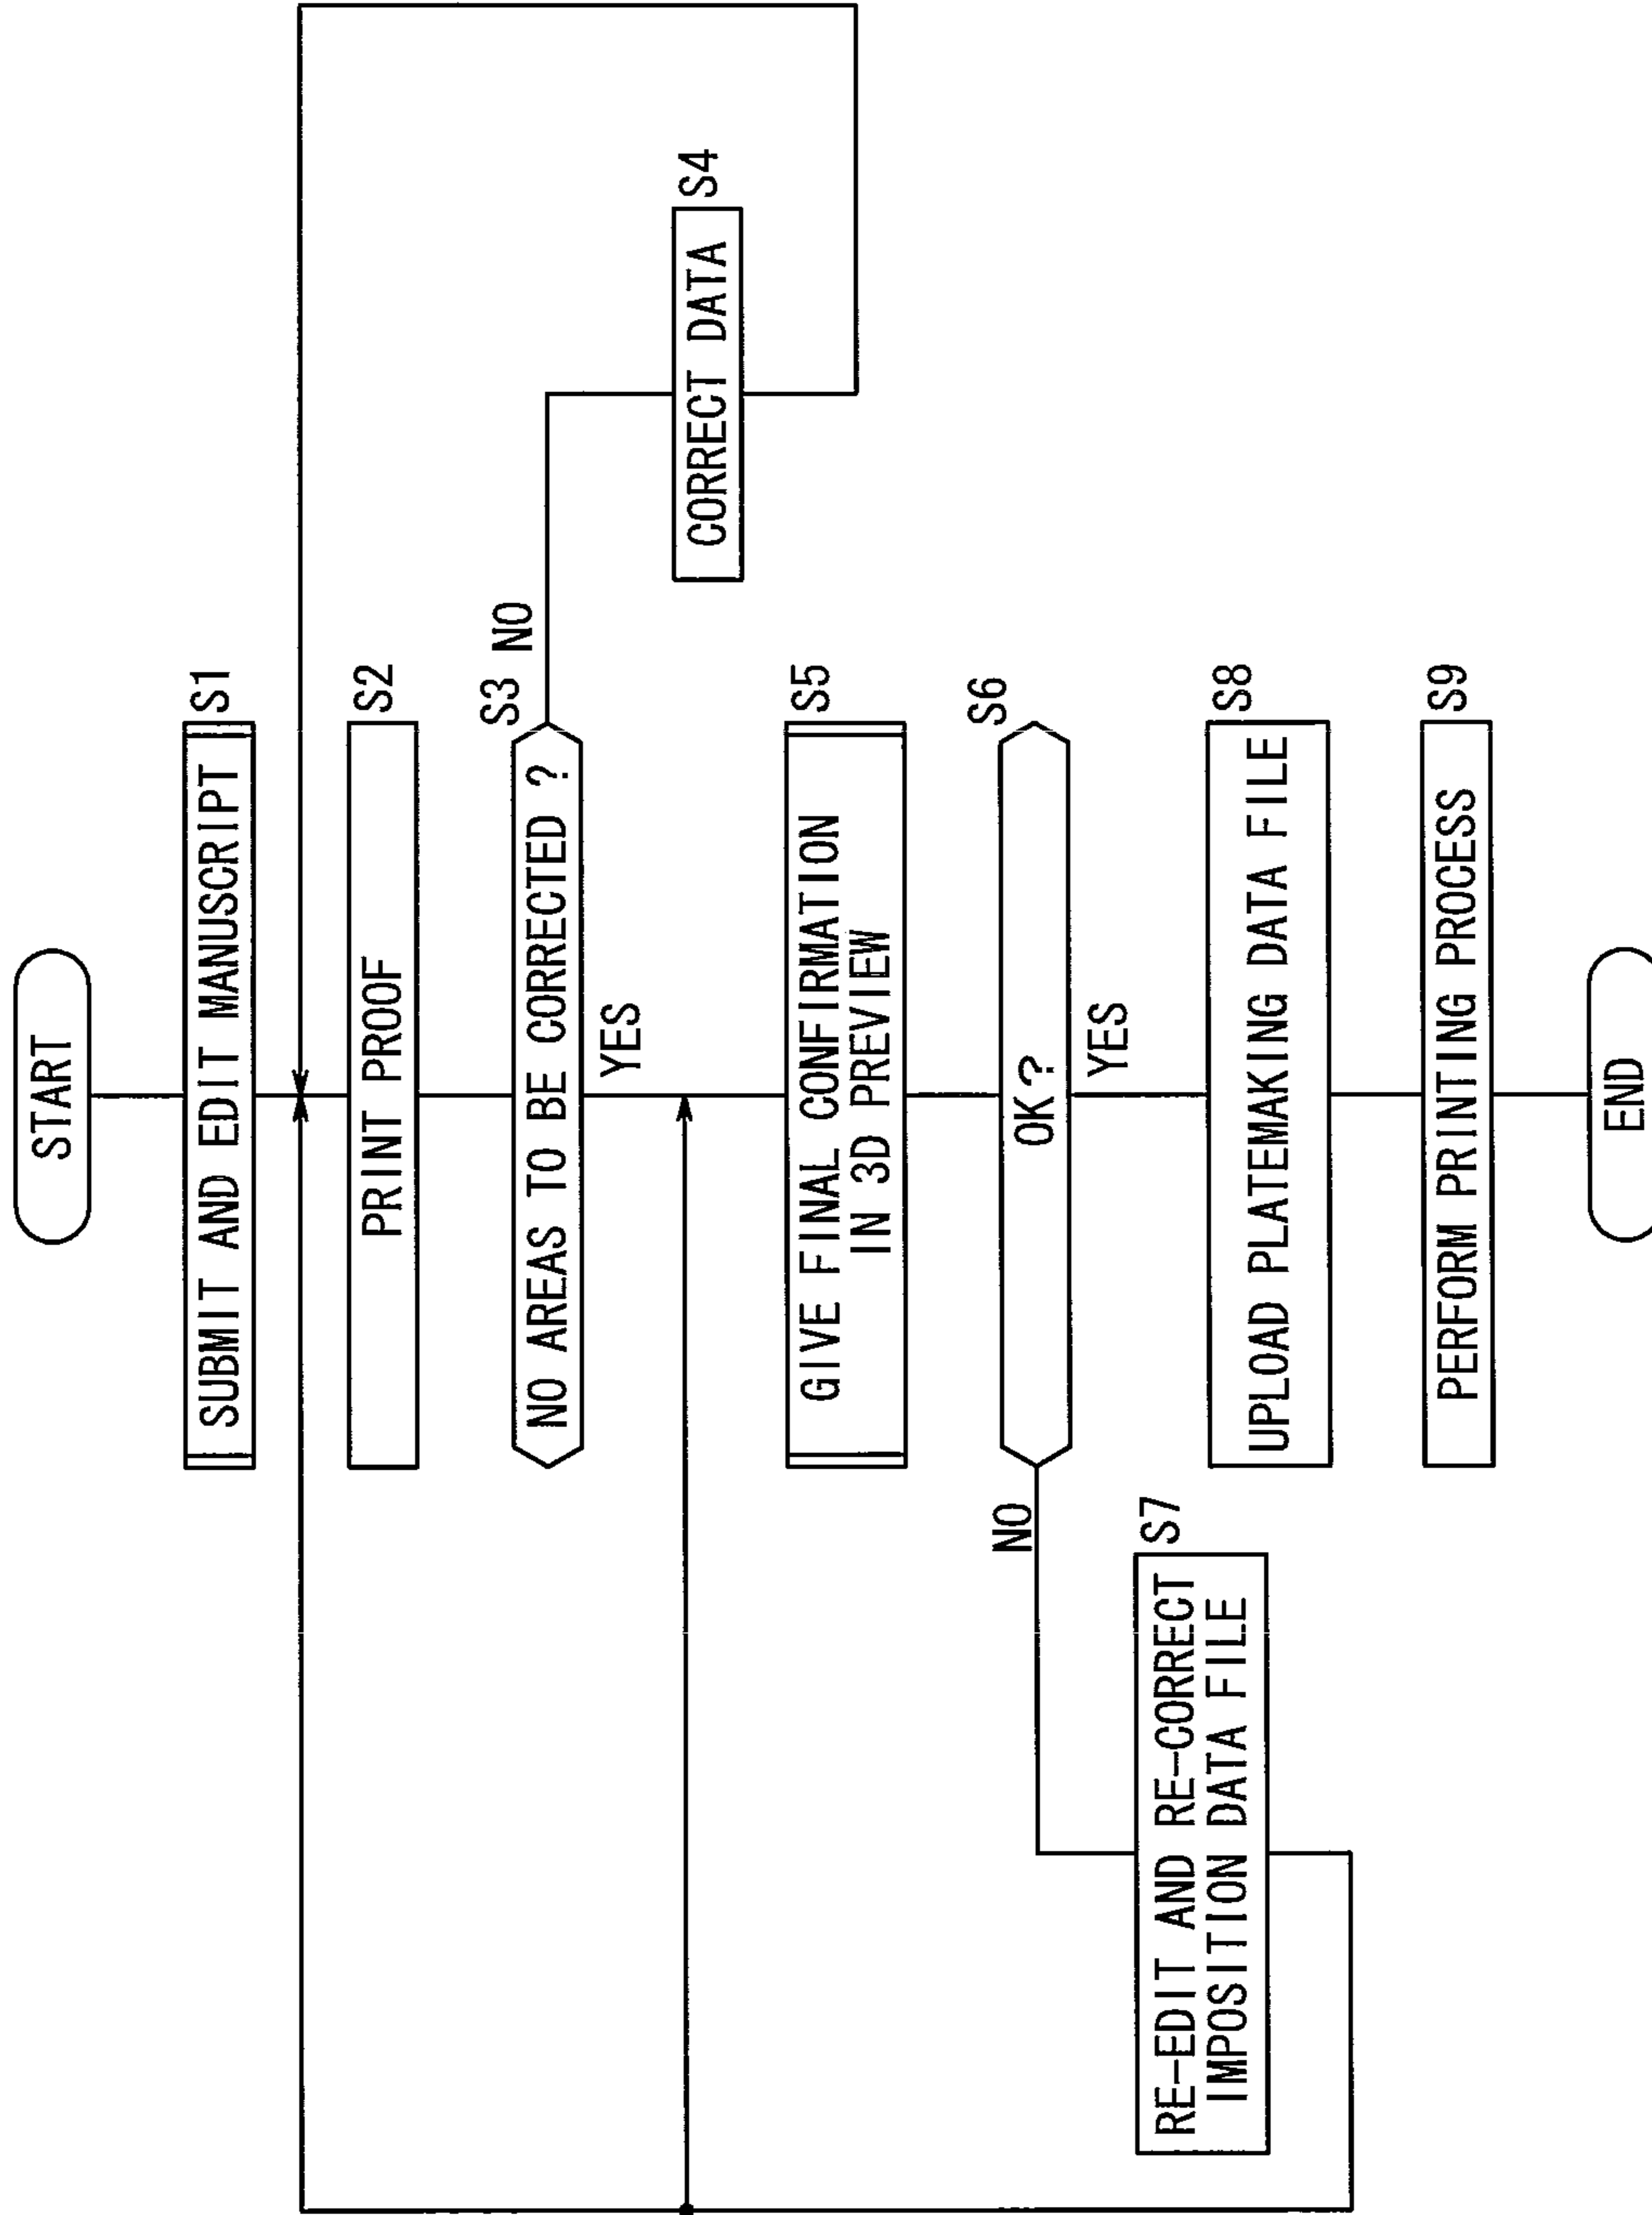 START
SUBMIT AND EDIT MANUSCRIPT
S1
PRINT PROOF
S2
NO AREAS TO BE CORRECTED ?
S3
NO
YES
CORRECT DATA
S4
GIVE FINAL CONFIRMATION
IN 3D PREVIEW
S5
OK?
S6
NO
YES
RE-EDIT AND RE-CORRECT
IMPOSITION DATA FILE
S7
UPLOAD PLATEMAKING DATA FILE
S8
PERFORM PRINTING PROCESS
S9
END